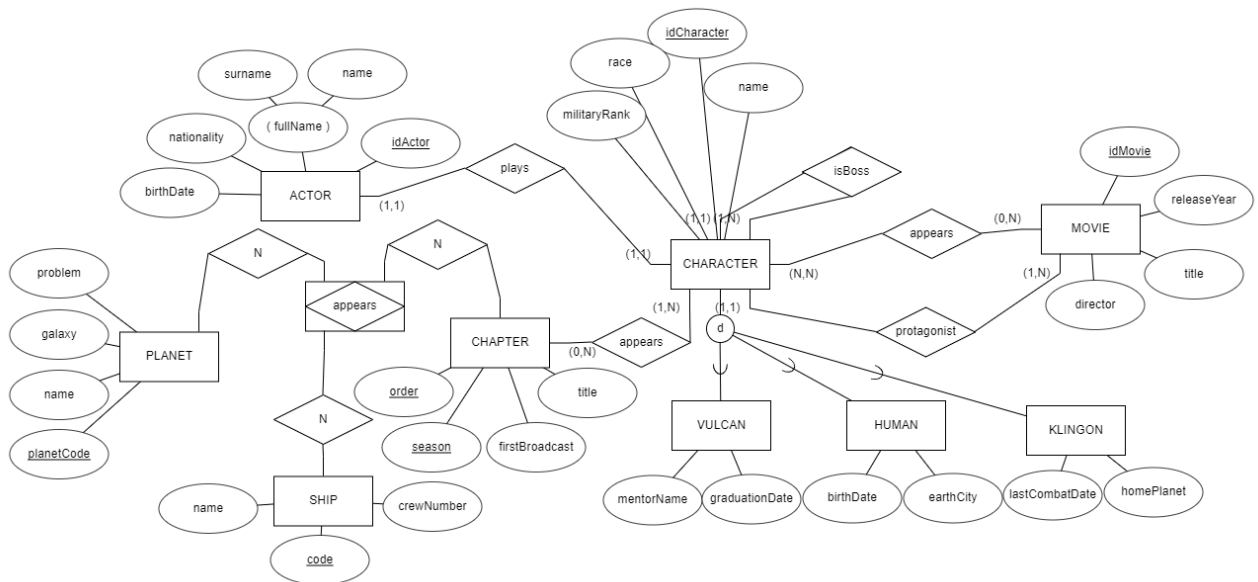 idCharacter
race
name
surname
name
militaryRank
( fullName )
nationality
idActor
idMovie
plays
isBoss
birthDate
ACTOR
releaseYear
(1,1)
(1,1)
(1,N)
(0,N)
MOVIE
appears
N
N
(1,1)
CHARACTER
(N,N)
problem
(1,N)
title
appears
(1,N)
(1,1)
director
galaxy
d
protagonist
PLANET
CHAPTER
(0,N)
appears
name
order
title
N
VULCAN
HUMAN
KLINGON
planetCode
season
firstBroadcast
SHIP
name
crewNumber
mentorName
graduationDate
birthDate
earthCity
lastCombatDate
homePlanet
code